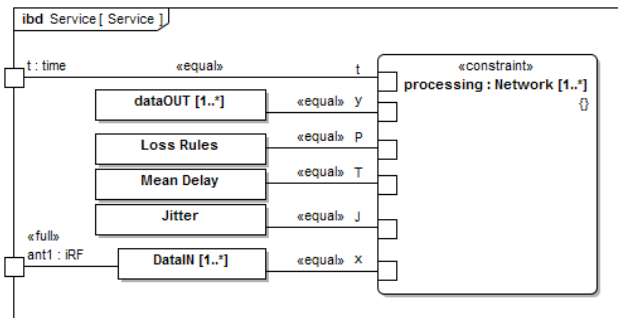 ibd Service [ Service ]
t : time «equal» t
«constraint»
processing : Network [1..*]
{}
dataOUT [1..*] «equal» y
Loss Rules «equal» P
Mean Delay «equal» T
Jitter «equal» J
«full»
ant1 : iRF
DataIN [1..*] «equal» x